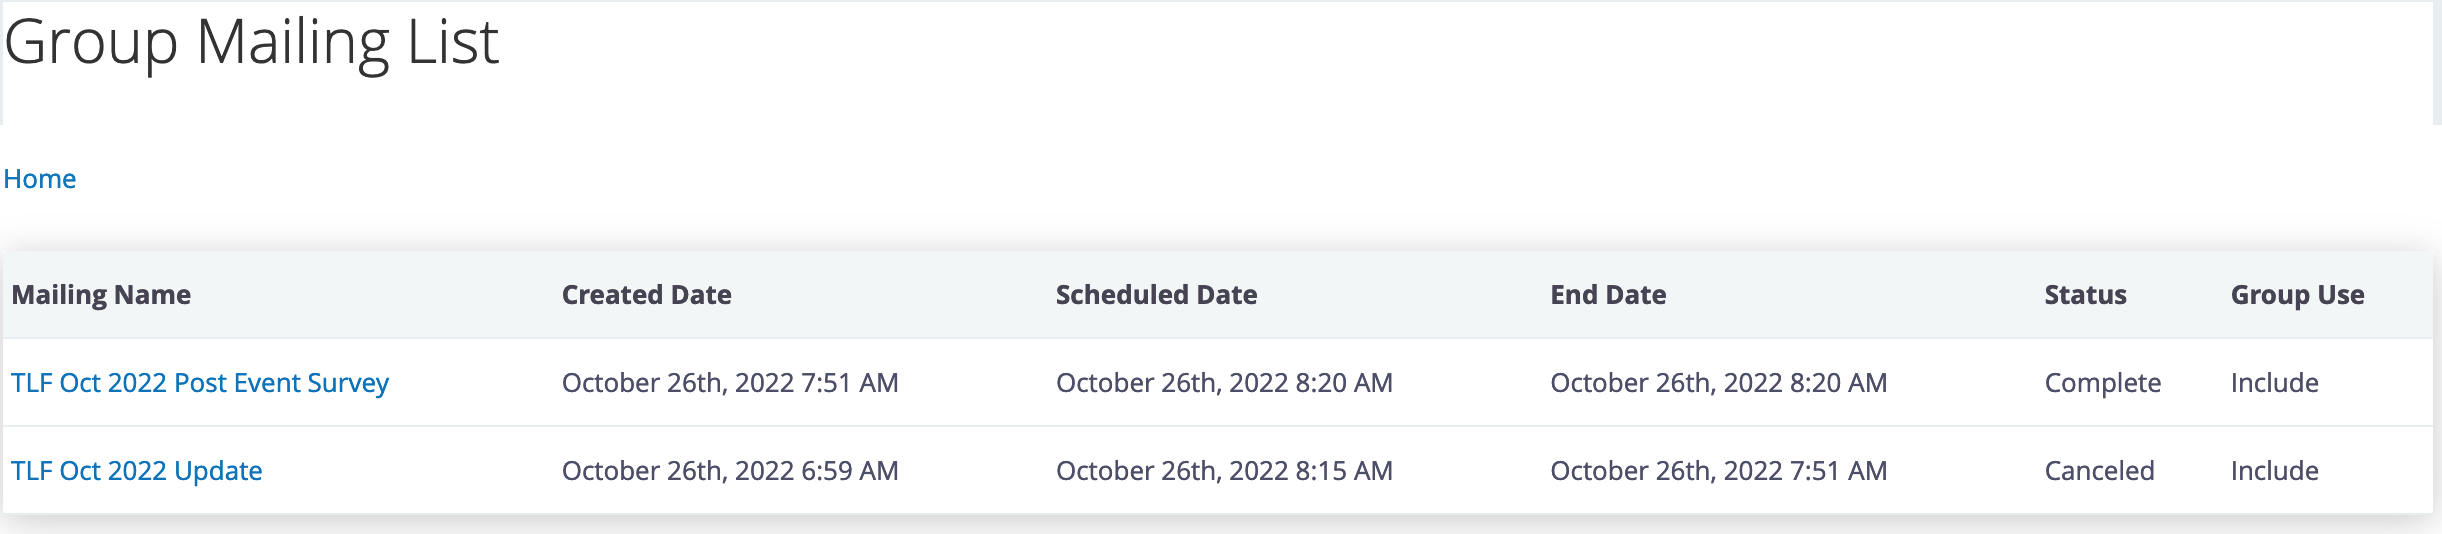 Group Mailing List
Home
Mailing Name Created Date Scheduled Date End Date Status Group Use
TLF Oct 2022 Post Event Survey October 26th, 2022 7:51 AM October 26th, 2022 8:20 AM October 26th, 2022 8:20 AM Complete Include
TLF Oct 2022 Update October 26th, 2022 6:59 AM October 26th, 2022 8:15 AM October 26th, 2022 7:51 AM Canceled Include